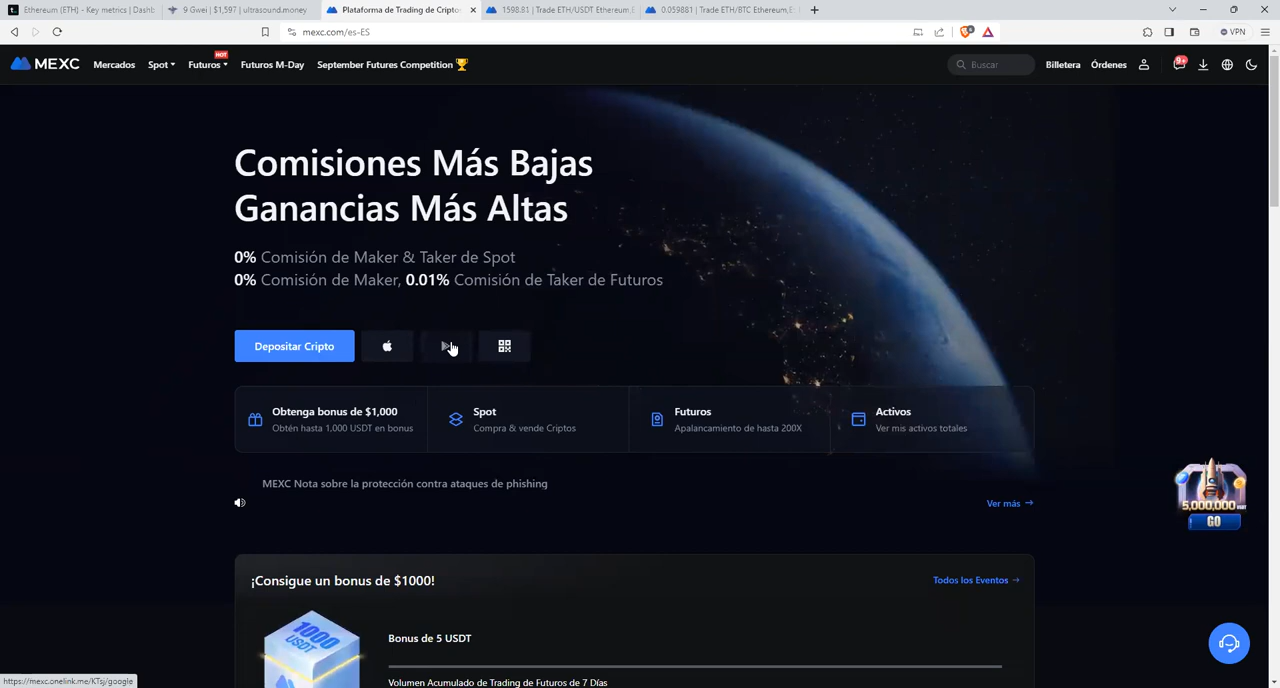 Ethereum (ETH) - Key metrics | Dashb
9 Gwei | $1,597 | ultrasound.money
Plataforma de Trading de Cripto
1598.81 | Trade ETH/USDT Ethereum,E
0.059881 | Trade ETH/BTC Ethereum,E
mexc.com/es-ES
VPN
MEXC
Mercados
Spot
Futuros
HOT
Futuros M-Day
September Futures Competition
Buscar
Billetera
Órdenes
9+
Comisiones Más Bajas
Ganancias Más Altas
0% Comisión de Maker & Taker de Spot
0% Comisión de Maker, 0.01% Comisión de Taker de Futuros
Depositar Cripto
Obtenga bonus de $1,000
Obtén hasta 1,000 USDT en bonus
Spot
Compra & vende Criptos
Futuros
Apalancamiento de hasta 200X
Activos
Ver mis activos totales
MEXC Nota sobre la protección contra ataques de phishing
Ver más
5,000,000
GO
¡Consigue un bonus de $1000!
Todos los Eventos
1000
USDT
Bonus de 5 USDT
Volumen Acumulado de Trading de Futuros de 7 Días
https://mexc.onelink.me/KTsj/google